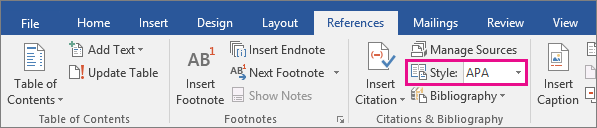 File Home Insert Design Layout References Mailings Review View
Table of Contents
Add Text
Update Table
Table of Contents
AB1
Insert Footnote
Insert Endnote
AB1 Next Footnote
Show Notes
Footnotes
Insert Citation
Manage Sources
Style: APA
Bibliography
Citations & Bibliography
Insert Caption